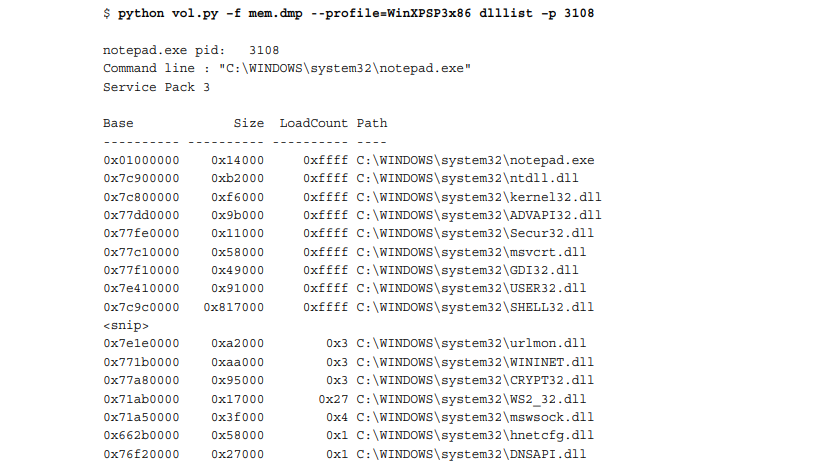 $ python vol.py -f mem.dmp --profile=WinXPSP3x86 dlllist -p 3108
notepad.exe pid:   3108
Command line : "C:\WINDOWS\system32\notepad.exe"
Service Pack 3
Base             Size  LoadCount Path
---------- ---------- ---------- ----
0x01000000    0x14000     0xffff C:\WINDOWS\system32\notepad.exe
0x7c900000    0xb2000     0xffff C:\WINDOWS\system32\ntdll.dll
0x7c800000    0xf6000     0xffff C:\WINDOWS\system32\kernel32.dll
0x77dd0000    0x9b000     0xffff C:\WINDOWS\system32\ADVAPI32.dll
0x77fe0000    0x11000     0xffff C:\WINDOWS\system32\Secur32.dll
0x77c10000    0x58000     0xffff C:\WINDOWS\system32\msvcrt.dll
0x77f10000    0x49000     0xffff C:\WINDOWS\system32\GDI32.dll
0x7e410000    0x91000     0xffff C:\WINDOWS\system32\USER32.dll
0x7c9c0000   0x817000     0xffff C:\WINDOWS\system32\SHELL32.dll
<snip>
0x7e1e0000    0xa2000        0x3 C:\WINDOWS\system32\urlmon.dll
0x771b0000    0xaa000        0x3 C:\WINDOWS\system32\WININET.dll
0x77a80000    0x95000        0x3 C:\WINDOWS\system32\CRYPT32.dll
0x71ab0000    0x17000       0x27 C:\WINDOWS\system32\WS2_32.dll
0x71a50000    0x3f000        0x4 C:\WINDOWS\system32\mswsock.dll
0x662b0000    0x58000        0x1 C:\WINDOWS\system32\hnetcfg.dll
0x76f20000    0x27000        0x1 C:\WINDOWS\system32\DNSAPI.dll